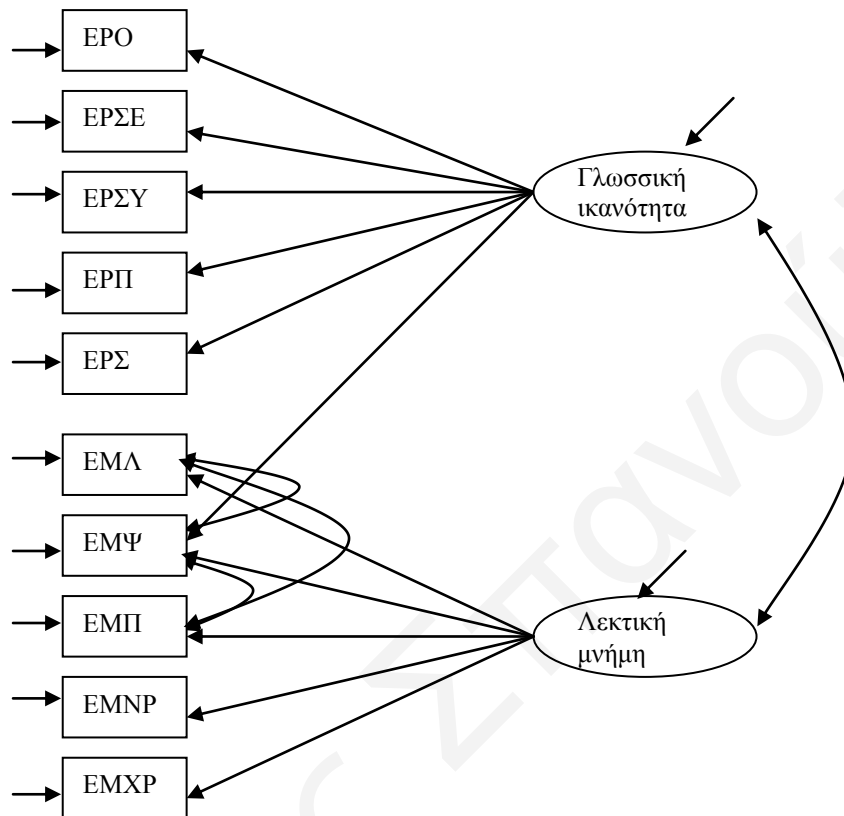 ΕΡΟ
ΕΡΣΕ
ΕΡΣΥ
ΕΡΠ
ΕΡΣ
ΕΜΛ
ΕΜΨ
ΕΜΠ
ΕΜΝΡ
ΕΜΧΡ
Γλωσσική
ικανότητα
Λεκτική
μνήμη